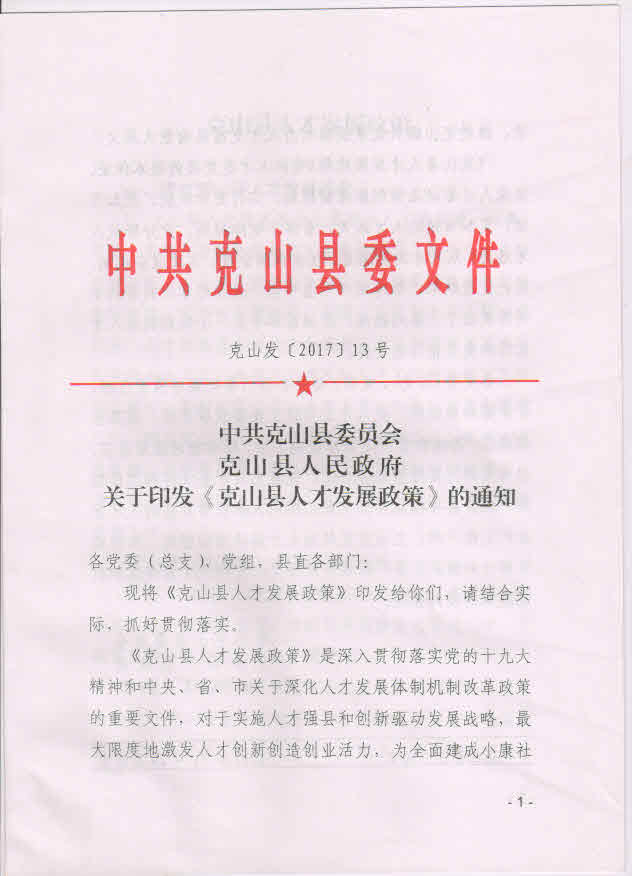 中共克山县委文件
克山发〔2017〕13号
中共克山县委员会
克山县人民政府
关于印发《克山县人才发展政策》的通知
各党委（总支）、党组，县直各部门：
现将《克山县人才发展政策》印发给你们，请结合实
际，抓好贯彻落实。
《克山县人才发展政策》是深入贯彻落实党的十九大
精神和中央、省、市关于深化人才发展体制机制改革政策
的重要文件，对于实施人才强县和创新驱动发展战略，最
大限度地激发人才创新创造创业活力，为全面建成小康社
- 1 -